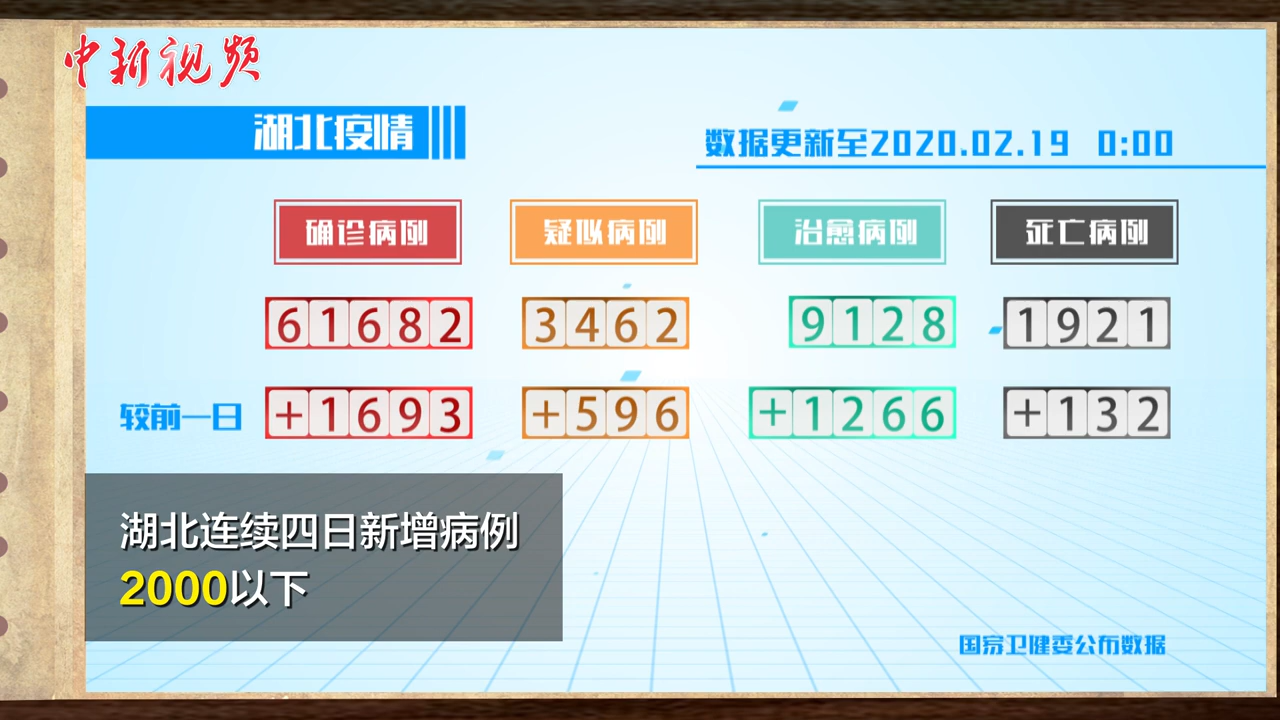 中新视频
湖北疫情
数据更新至2020.02.19 0:00
确诊病例 疑似病例 治愈病例 死亡病例
61682 3462 9128 1921
较前一日 +1693 +596 +1266 +132
湖北连续四日新增病例
2000以下
国家卫健委公布数据